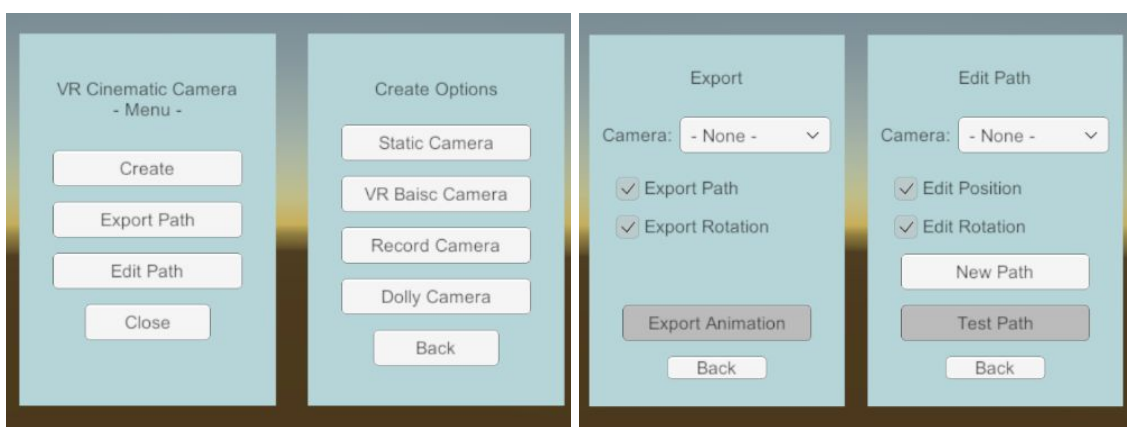 VR Cinematic Camera
- Menu -
Create
Export Path
Edit Path
Close
Create Options
Static Camera
VR Baisc Camera
Record Camera
Dolly Camera
Back
Export
Camera: - None -
Export Path
Export Rotation
Export Animation
Back
Edit Path
Camera: - None -
Edit Position
Edit Rotation
New Path
Test Path
Back